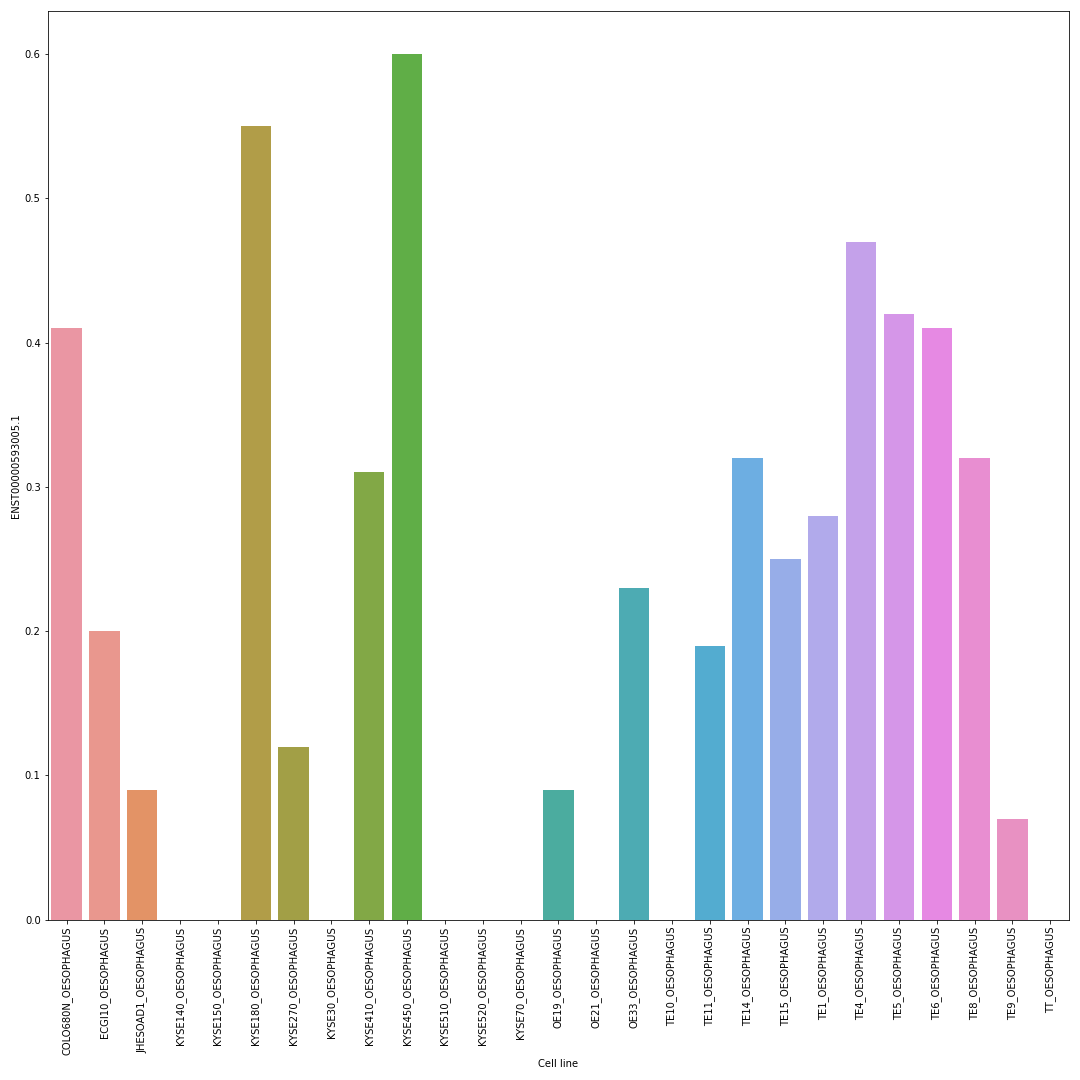 0.6
0.5
0.4
0.3
0.2
0.1
0.0
ENST00000593005.1
COLO680N_OESOPHAGUS
ECGI10_OESOPHAGUS
JHESOAD1_OESOPHAGUS
KYSE140_OESOPHAGUS
KYSE150_OESOPHAGUS
KYSE180_OESOPHAGUS
KYSE270_OESOPHAGUS
KYSE30_OESOPHAGUS
KYSE410_OESOPHAGUS
KYSE450_OESOPHAGUS
KYSE510_OESOPHAGUS
KYSE520_OESOPHAGUS
KYSE70_OESOPHAGUS
OE19_OESOPHAGUS
OE21_OESOPHAGUS
OE33_OESOPHAGUS
TE10_OESOPHAGUS
TE11_OESOPHAGUS
TE14_OESOPHAGUS
TE15_OESOPHAGUS
TE1_OESOPHAGUS
TE4_OESOPHAGUS
TE5_OESOPHAGUS
TE6_OESOPHAGUS
TE8_OESOPHAGUS
TE9_OESOPHAGUS
TT_OESOPHAGUS
Cell line